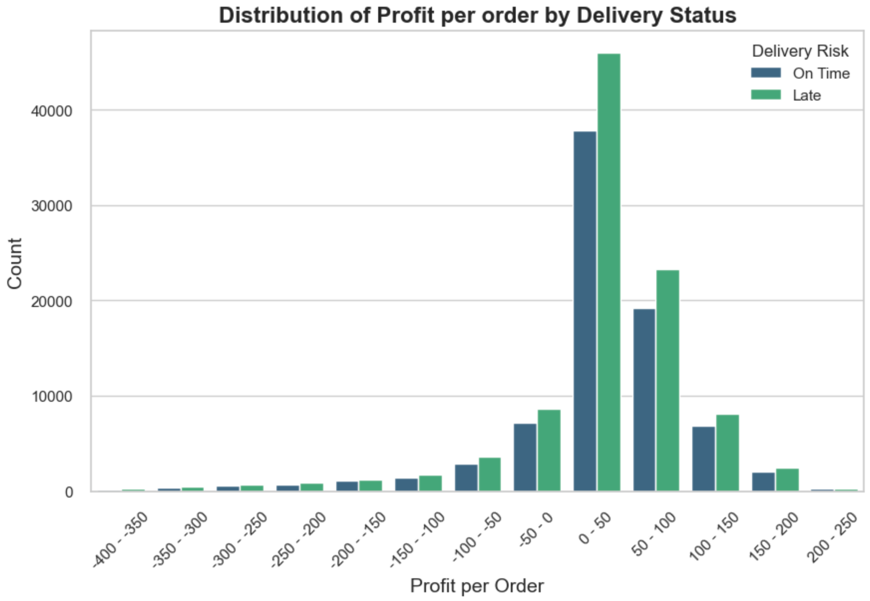 Distribution of Profit per order by Delivery Status
Delivery Risk
On Time
Late
Count
40000
30000
20000
10000
0
-400 - -350
-350 - -300
-300 - -250
-250 - -200
-200 - -150
-150 - -100
-100 - -50
-50 - 0
0 - 50
50 - 100
100 - 150
150 - 200
200 - 250
Profit per Order